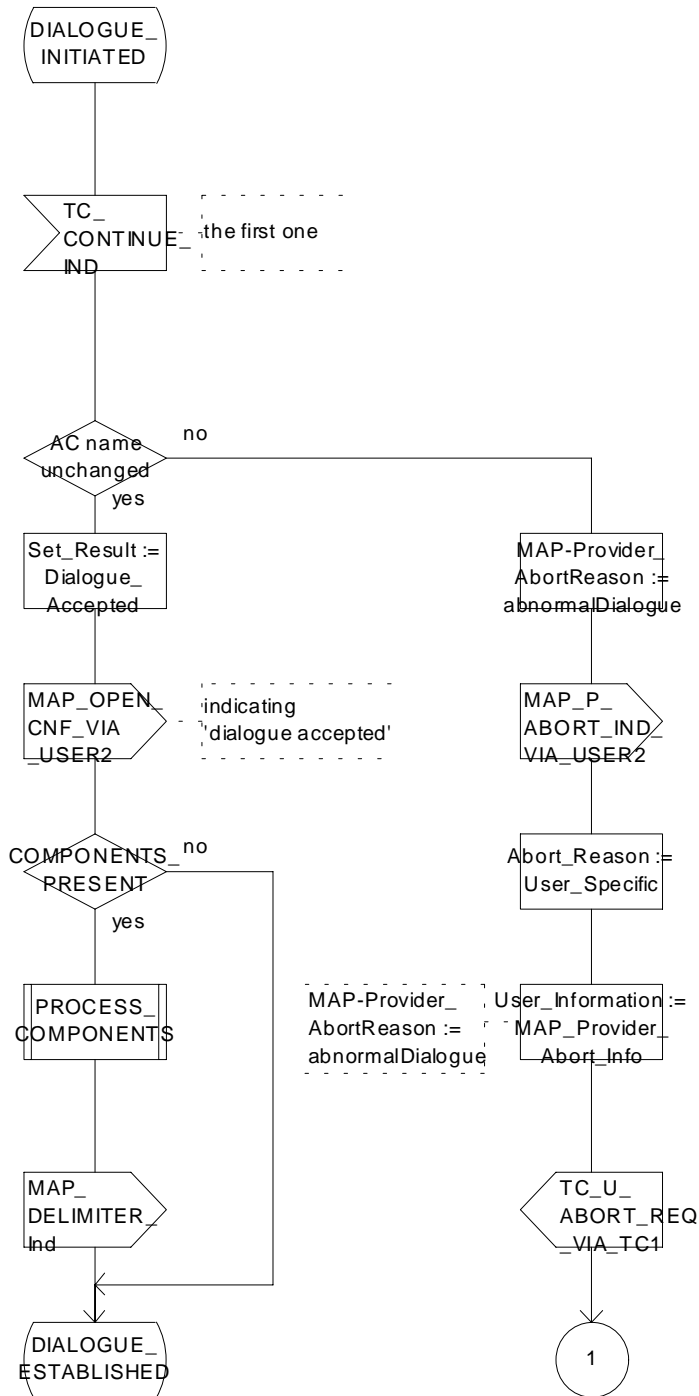 DIALOGUE_
INITIATED
TC_
CONTINUE_
IND
the first one
AC name
unchanged
no
yes
Set_Result :=
Dialogue_
Accepted
MAP-Provider_
AbortReason :=
abnormalDialogue
MAP_OPEN_
CNF_VIA
_USER2
indicating
'dialogue accepted'
MAP_P_
ABORT_IND_
VIA_USER2
COMPONENTS_
PRESENT
no
yes
Abort_Reason :=
User_Specific
PROCESS_
COMPONENTS
MAP-Provider_
AbortReason :=
abnormalDialogue
User_Information :=
MAP_Provider_
Abort_Info
MAP_
DELIMITER_
Ind
TC_U_
ABORT_REQ
_VIA_TC1
DIALOGUE_
ESTABLISHED
1